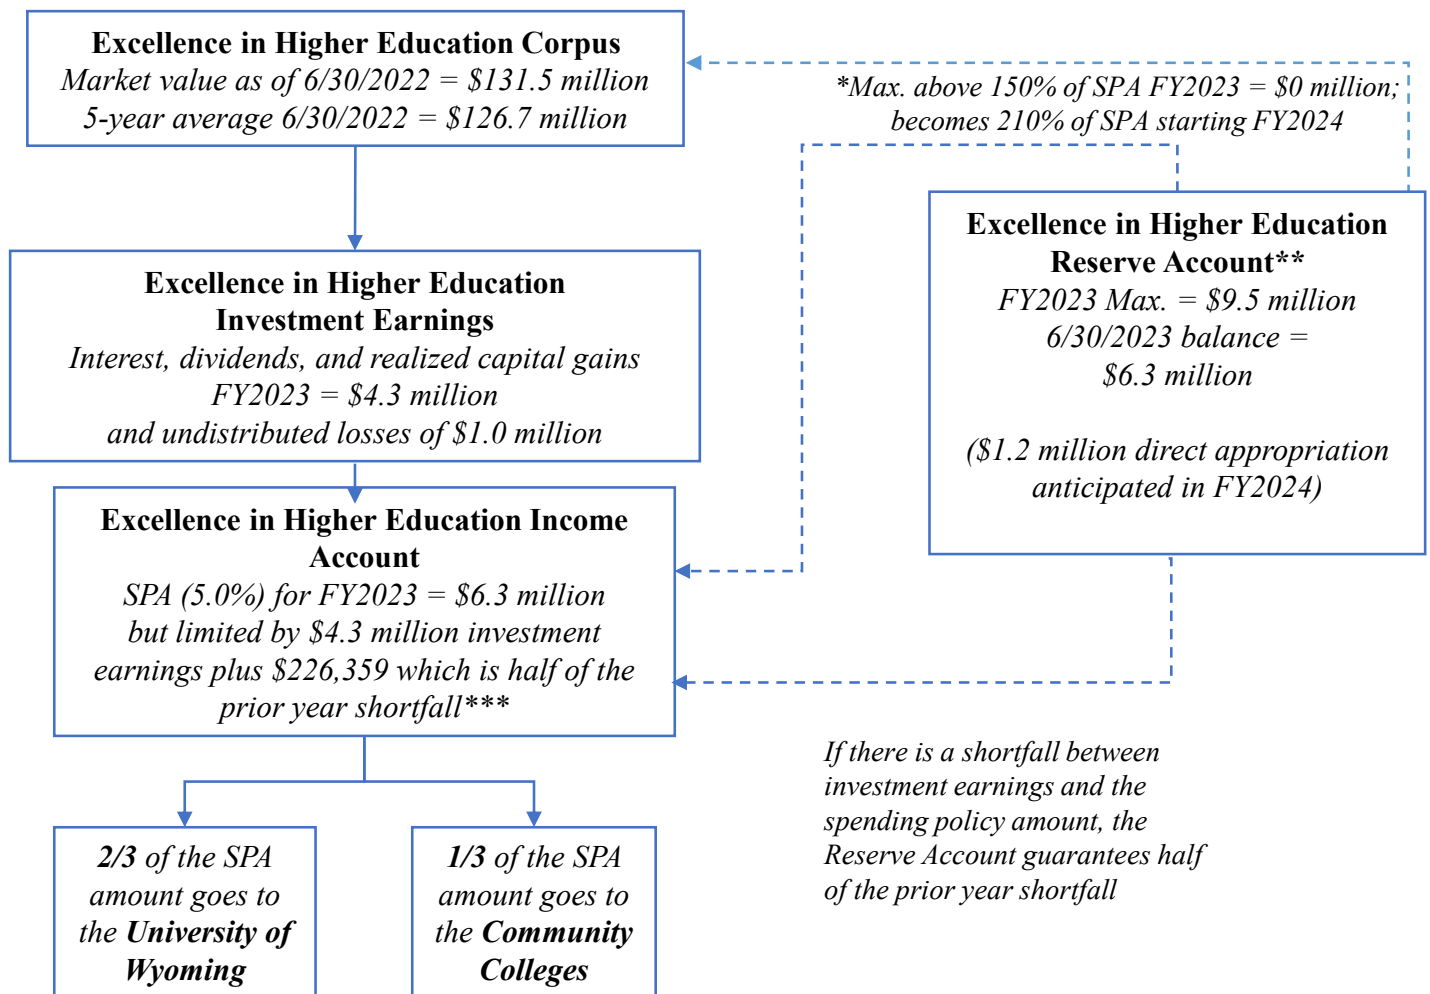 Excellence in Higher Education Corpus
Market value as of 6/30/2022 = $131.5 million
5-year average 6/30/2022 = $126.7 million
*Max. above 150% of SPA FY2023 = $0 million;
becomes 210% of SPA starting FY2024
Excellence in Higher Education
Reserve Account**
FY2023 Max. = $9.5 million
6/30/2023 balance =
$6.3 million
($1.2 million direct appropriation
anticipated in FY2024)
Excellence in Higher Education
Investment Earnings
Interest, dividends, and realized capital gains
FY2023 = $4.3 million
and undistributed losses of $1.0 million
Excellence in Higher Education Income
Account
SPA (5.0%) for FY2023 = $6.3 million
but limited by $4.3 million investment
earnings plus $226,359 which is half of the
prior year shortfall***
If there is a shortfall between
investment earnings and the
spending policy amount, the
Reserve Account guarantees half
of the prior year shortfall
2/3 of the SPA
amount goes to
the University of
Wyoming
1/3 of the SPA
amount goes to
the Community
Colleges